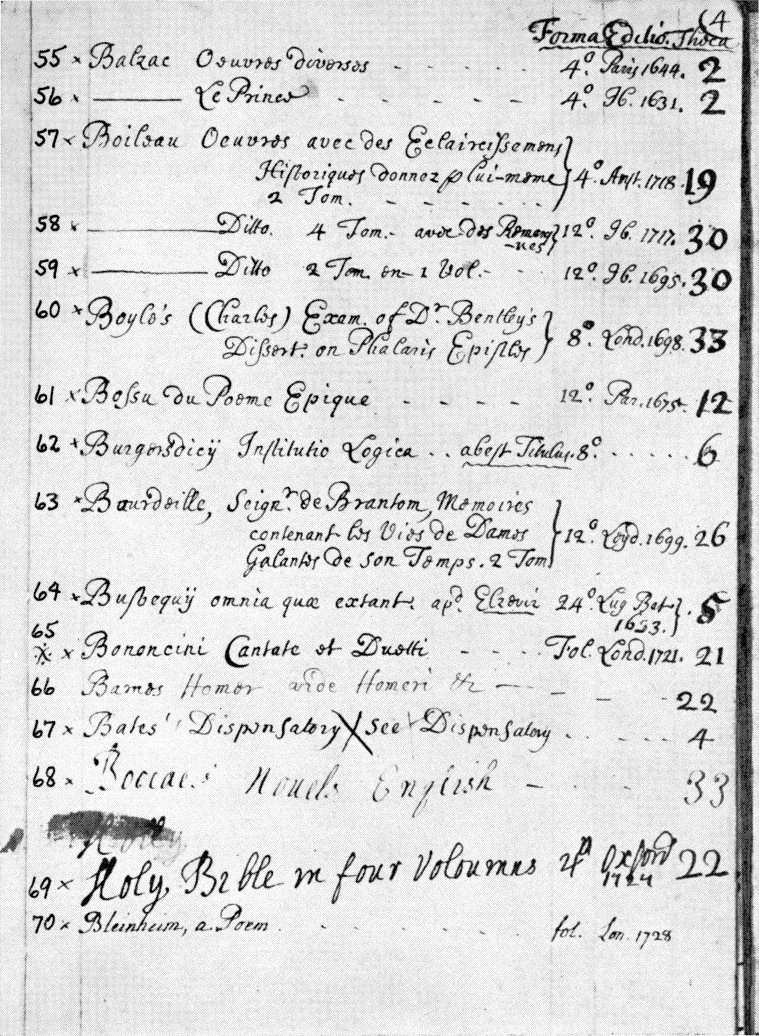 (4
Forma Editio. Theca
55 × Balzac Oeuvres diverses - - - - 4.° Paris 1644. 2
56 × ——— Le Prince - - - - - - 4.° Ib. 1631. 2
57 × Boileau Oeuvres avec des Eclaircissemens
Historiques donnez p lui-meme } 4.° Amst. 1718. 19
2 Tom. - - - - -
58 × ——— Ditto. 4 Tom. - avec des Remarq
-ues } 12.° Ib. 1717. 30
59 × ——— Ditto 2 Tom. en 1 Vol. - - - 12.° Ib. 1695. 30
60 × Boyle's (Charles) Exam. of Dr. Bentley's
Dissert. on Phalaris Epistles } 8.° Lond. 1698. 33
61 × Bossu du Poeme Epique - - - - - 12.° Par. 1675. 12
62 × Burgersdicij Institutio Logica . . abest Titulus. 8.° . . . . . 6
63 × Bourdeille, Seignr. de Brantom, Memoires
contenant les Vies de Dames } 12.° Leyd. 1699. 26
Galantes de son Temps. 2 Tom
64 × Busbequij omnia quæ extant. apd. Elzevir 24.° Lug Bat } . 5
1633.
65 × Bononcini Cantate et Duetti - - - - Fol. Lond. 1721. 21
66 Barnes Homer vide Homeri &c - - - 22
67 × Bates' Dispensatory X See Dispensatory . . - - - 4
68 × Boccac.s Novels English - - - 33
Holly
69 × Holy Bible in four Voloumns 4 Oxford 22
1724
70 × Bleinheim, a Poem . - - - - - fol. Lon. 1728